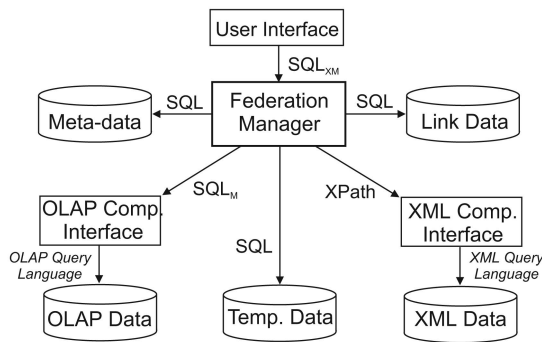 User Interface
SQLXM
SQL
Federation
Manager
SQL
Meta-data
Link Data
SQLM
XPath
OLAP Comp.
Interface
SQL
XML Comp.
Interface
OLAP Query
Language
XML Query
Language
OLAP Data
Temp. Data
XML Data